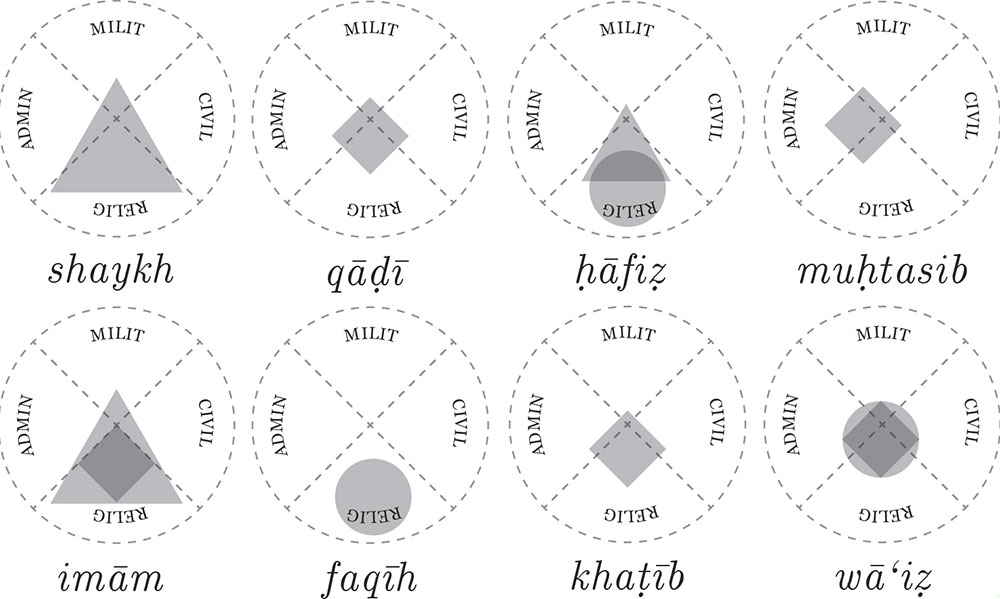 MILIT
ADMIN
CIVIL
RELIG
shaykh
MILIT
ADMIN
CIVIL
RELIG
qāḍī
MILIT
ADMIN
CIVIL
RELIG
ḥāfiẓ
MILIT
ADMIN
CIVIL
RELIG
muḥtasib
MILIT
ADMIN
CIVIL
RELIG
imām
MILIT
ADMIN
CIVIL
RELIG
faqīh
MILIT
ADMIN
CIVIL
RELIG
khaṭīb
MILIT
ADMIN
CIVIL
RELIG
wā‘iẓ